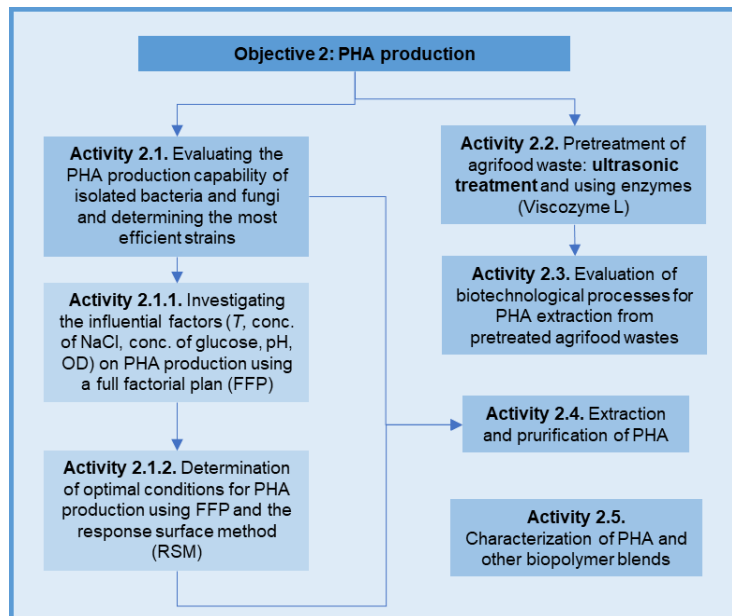 Objective 2: PHA production
Activity 2.1. Evaluating the
PHA production capability of
isolated bacteria and fungi
and determining the most
efficient strains
Activity 2.1.1. Investigating
the influential factors (T, conc.
of NaCl, conc. of glucose, pH,
OD) on PHA production using
a full factorial plan (FFP)
Activity 2.1.2. Determination
of optimal conditions for PHA
production using FFP and the
response surface method
(RSM)
Activity 2.2. Pretreatment of
agrifood waste: ultrasonic
treatment and using enzymes
(Viscozyme L)
Activity 2.3. Evaluation of
biotechnological processes for
PHA extraction from
pretreated agrifood wastes
Activity 2.4. Extraction
and prurification of PHA
Activity 2.5.
Characterization of PHA and
other biopolymer blends